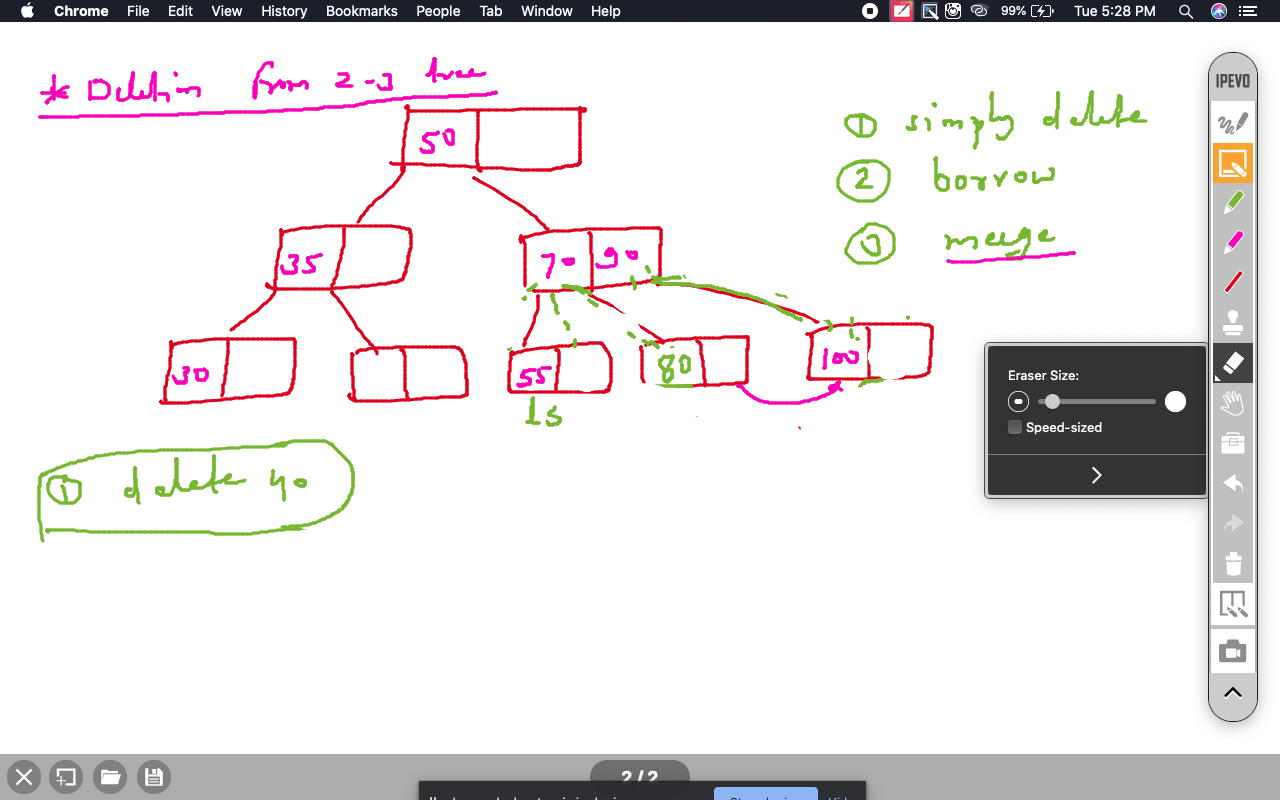 Chrome File Edit View History Bookmarks People Tab Window Help 99% Tue 5:28 PM
* Deletion from 2-3 tree
IPEVO
① simply delete
② borrow
③ merge
50
35
70 90
30
55 80 100
ls
Eraser Size:
Speed-sized
① delete 40
2 / 2